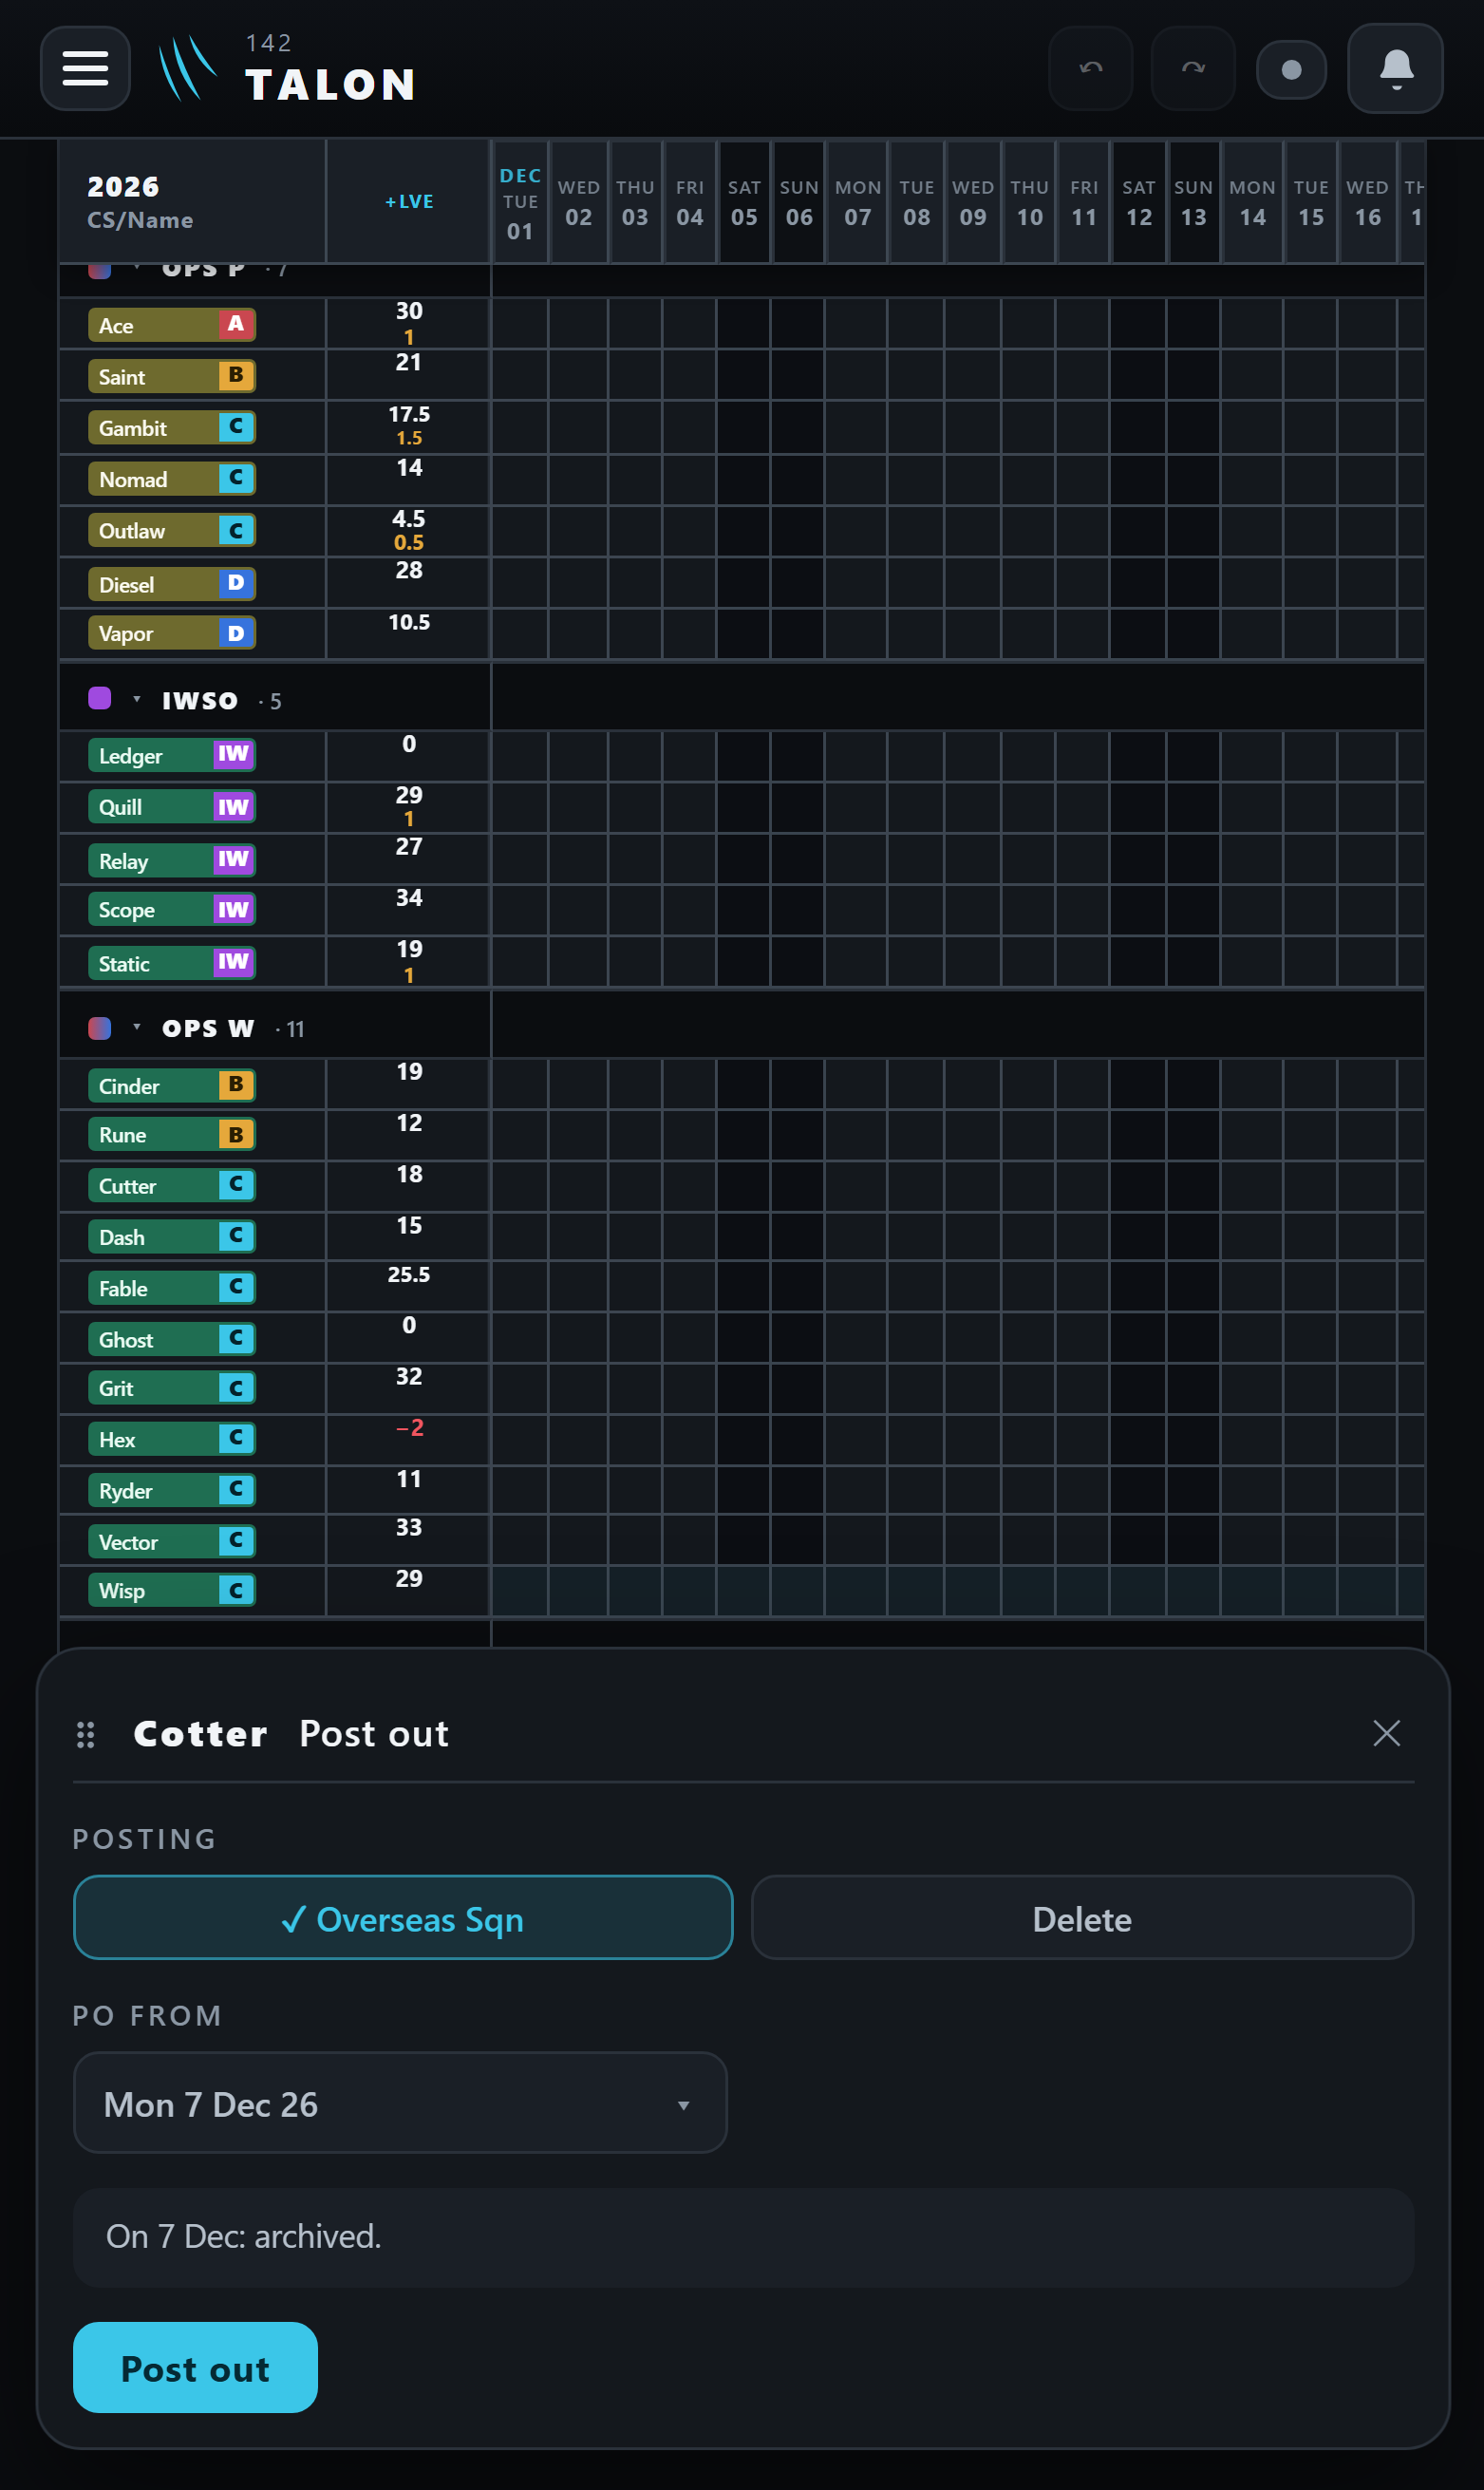 142
TALON
2026
CS/Name
+LVE
DEC
TUE
01
WED
02
THU
03
FRI
04
SAT
05
SUN
06
MON
07
TUE
08
WED
09
THU
10
FRI
11
SAT
12
SUN
13
MON
14
TUE
15
WED
16
TH
1
▾ OPS P · 7
Ace A 30
1
Saint B 21
Gambit C 17.5
1.5
Nomad C 14
Outlaw C 4.5
0.5
Diesel D 28
Vapor D 10.5
▾ IWSO · 5
Ledger IW 0
Quill IW 29
1
Relay IW 27
Scope IW 34
Static IW 19
1
▾ OPS W · 11
Cinder B 19
Rune B 12
Cutter C 18
Dash C 15
Fable C 25.5
Ghost C 0
Grit C 32
Hex C −2
Ryder C 11
Vector C 33
Wisp C 29
Cotter Post out
POSTING
✓ Overseas Sqn
Delete
PO FROM
Mon 7 Dec 26
On 7 Dec: archived.
Post out